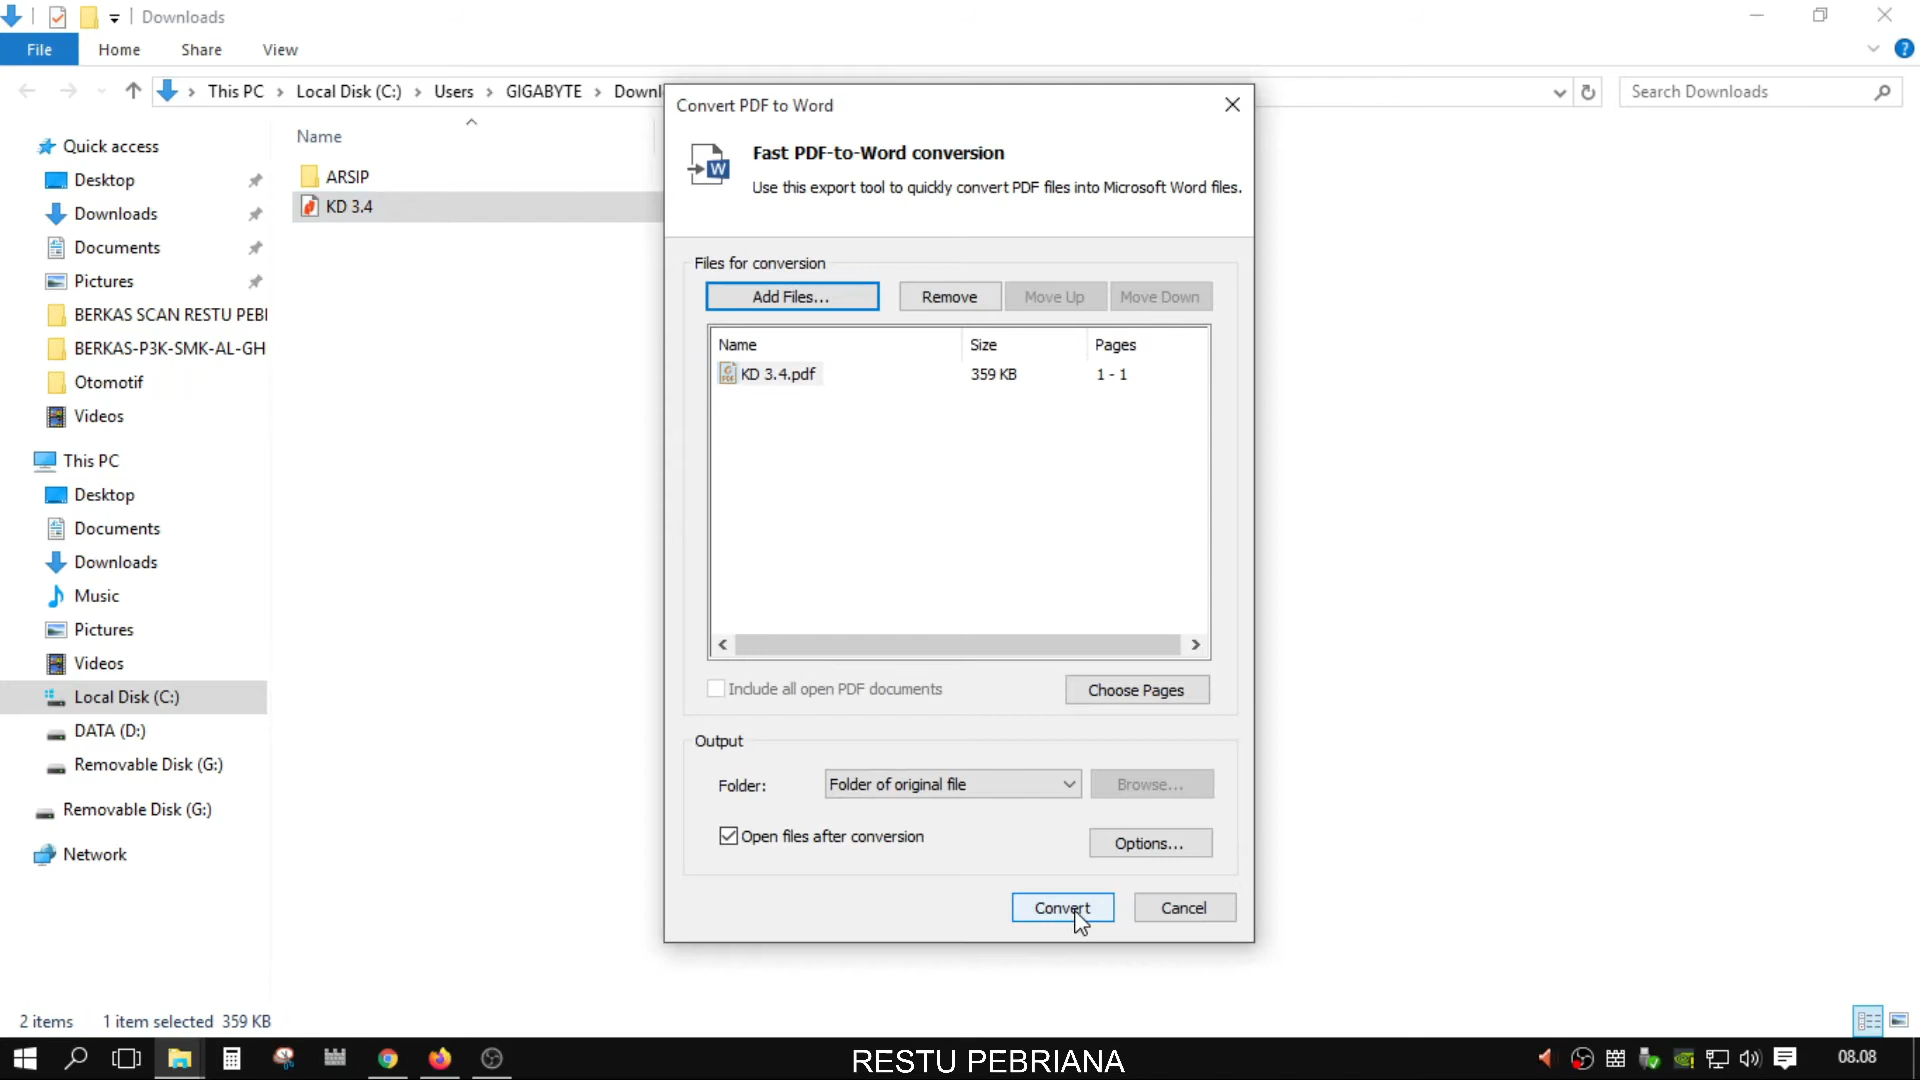 Downloads
File Home Share View
This PC Local Disk (C:) Users GIGABYTE Downl
Search Downloads
Quick access
Desktop
Downloads
Documents
Pictures
BERKAS SCAN RESTU PEBI
BERKAS-P3K-SMK-AL-GH
Otomotif
Videos
This PC
Desktop
Documents
Downloads
Music
Pictures
Videos
Local Disk (C:)
DATA (D:)
Removable Disk (G:)
Removable Disk (G:)
Network
Name
ARSIP
KD 3.4
Convert PDF to Word
W
Fast PDF-to-Word conversion
Use this export tool to quickly convert PDF files into Microsoft Word files.
Files for conversion
Add Files... Remove Move Up Move Down
Name Size Pages
KD 3.4.pdf 359 KB 1 - 1
Include all open PDF documents Choose Pages
Output
Folder: Folder of original file Browse...
Open files after conversion Options...
Convert Cancel
2 items 1 item selected 359 KB
RESTU PEBRIANA
08.08